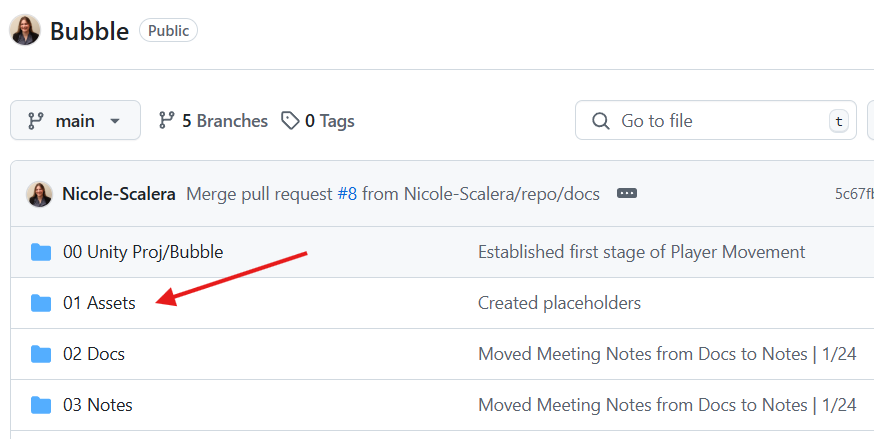 Bubble Public
main 5 Branches 0 Tags Go to file t
Nicole-Scalera Merge pull request #8 from Nicole-Scalera/repo/docs
00 Unity Proj/Bubble Established first stage of Player Movement
01 Assets Created placeholders
02 Docs Moved Meeting Notes from Docs to Notes | 1/24
03 Notes Moved Meeting Notes from Docs to Notes | 1/24